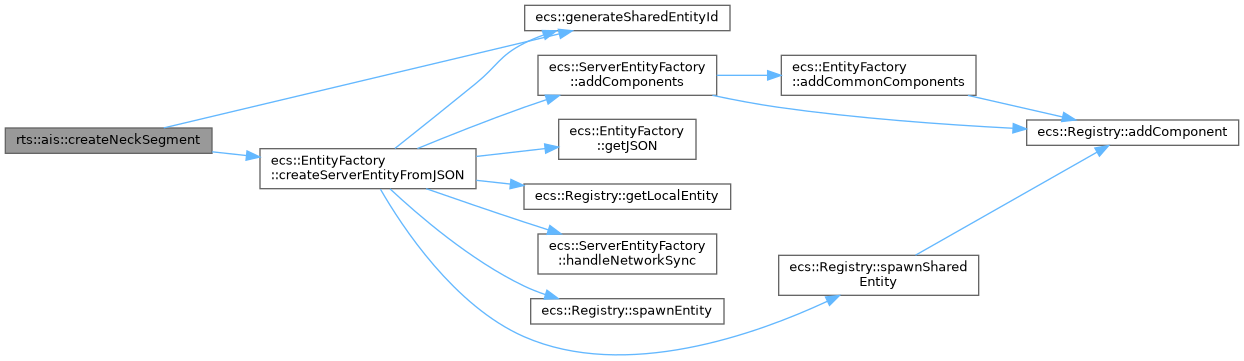 ecs::generateSharedEntityId
ecs::ServerEntityFactory
::addComponents
ecs::EntityFactory
::addCommonComponents
rts::ais::createNeckSegment
ecs::EntityFactory
::getJSON
ecs::Registry::addComponent
ecs::EntityFactory
::createServerEntityFromJSON
ecs::Registry::getLocalEntity
ecs::ServerEntityFactory
::handleNetworkSync
ecs::Registry::spawnShared
Entity
ecs::Registry::spawnEntity